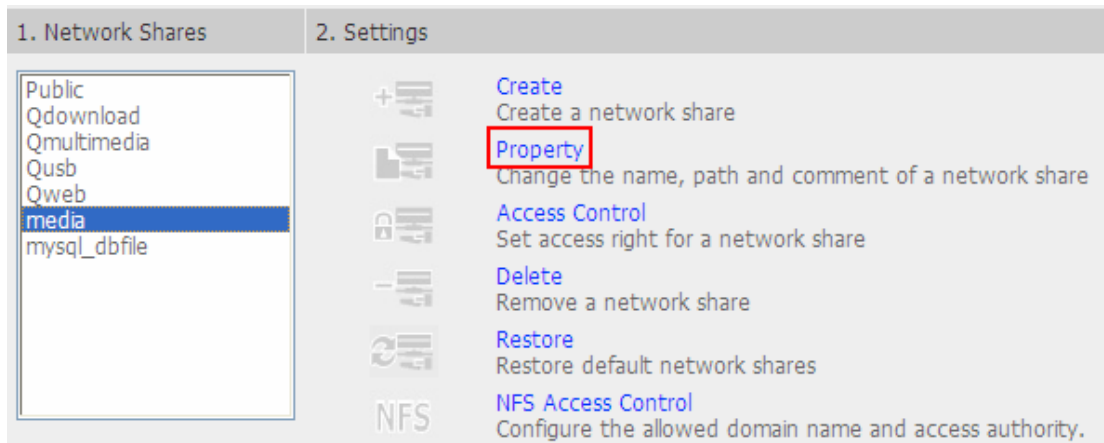 1. Network Shares
2. Settings
Public
Qdownload
Qmultimedia
Qusb
Qweb
media
mysql_dbfile
Create
Create a network share
Property
Change the name, path and comment of a network share
Access Control
Set access right for a network share
Delete
Remove a network share
Restore
Restore default network shares
NFS
NFS Access Control
Configure the allowed domain name and access authority.